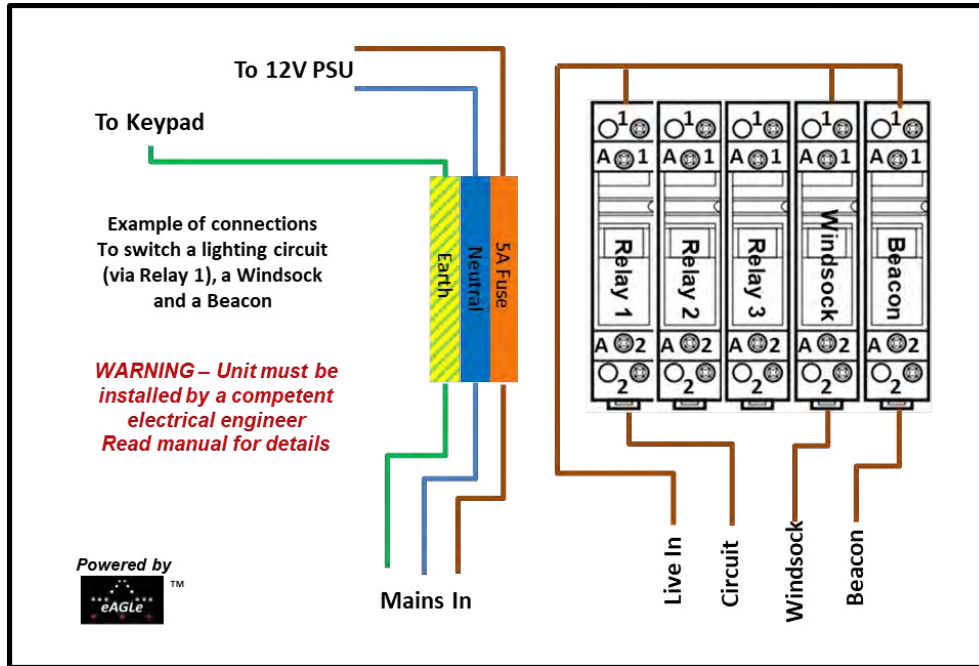 To 12V PSU
To Keypad
Example of connections
To switch a lighting circuit
(via Relay 1), a Windsock
and a Beacon
WARNING – Unit must be
installed by a competent
electrical engineer
Read manual for details
Earth
Neutral
5A Fuse
Mains In
Powered by
eAGLe
™
1
A 1
Relay 1
A 2
2
1
A 1
Relay 2
A 2
2
1
A 1
Relay 3
A 2
2
1
A 1
Windsock
A 2
2
1
A 1
Beacon
A 2
2
Live In
Circuit
Windsock
Beacon